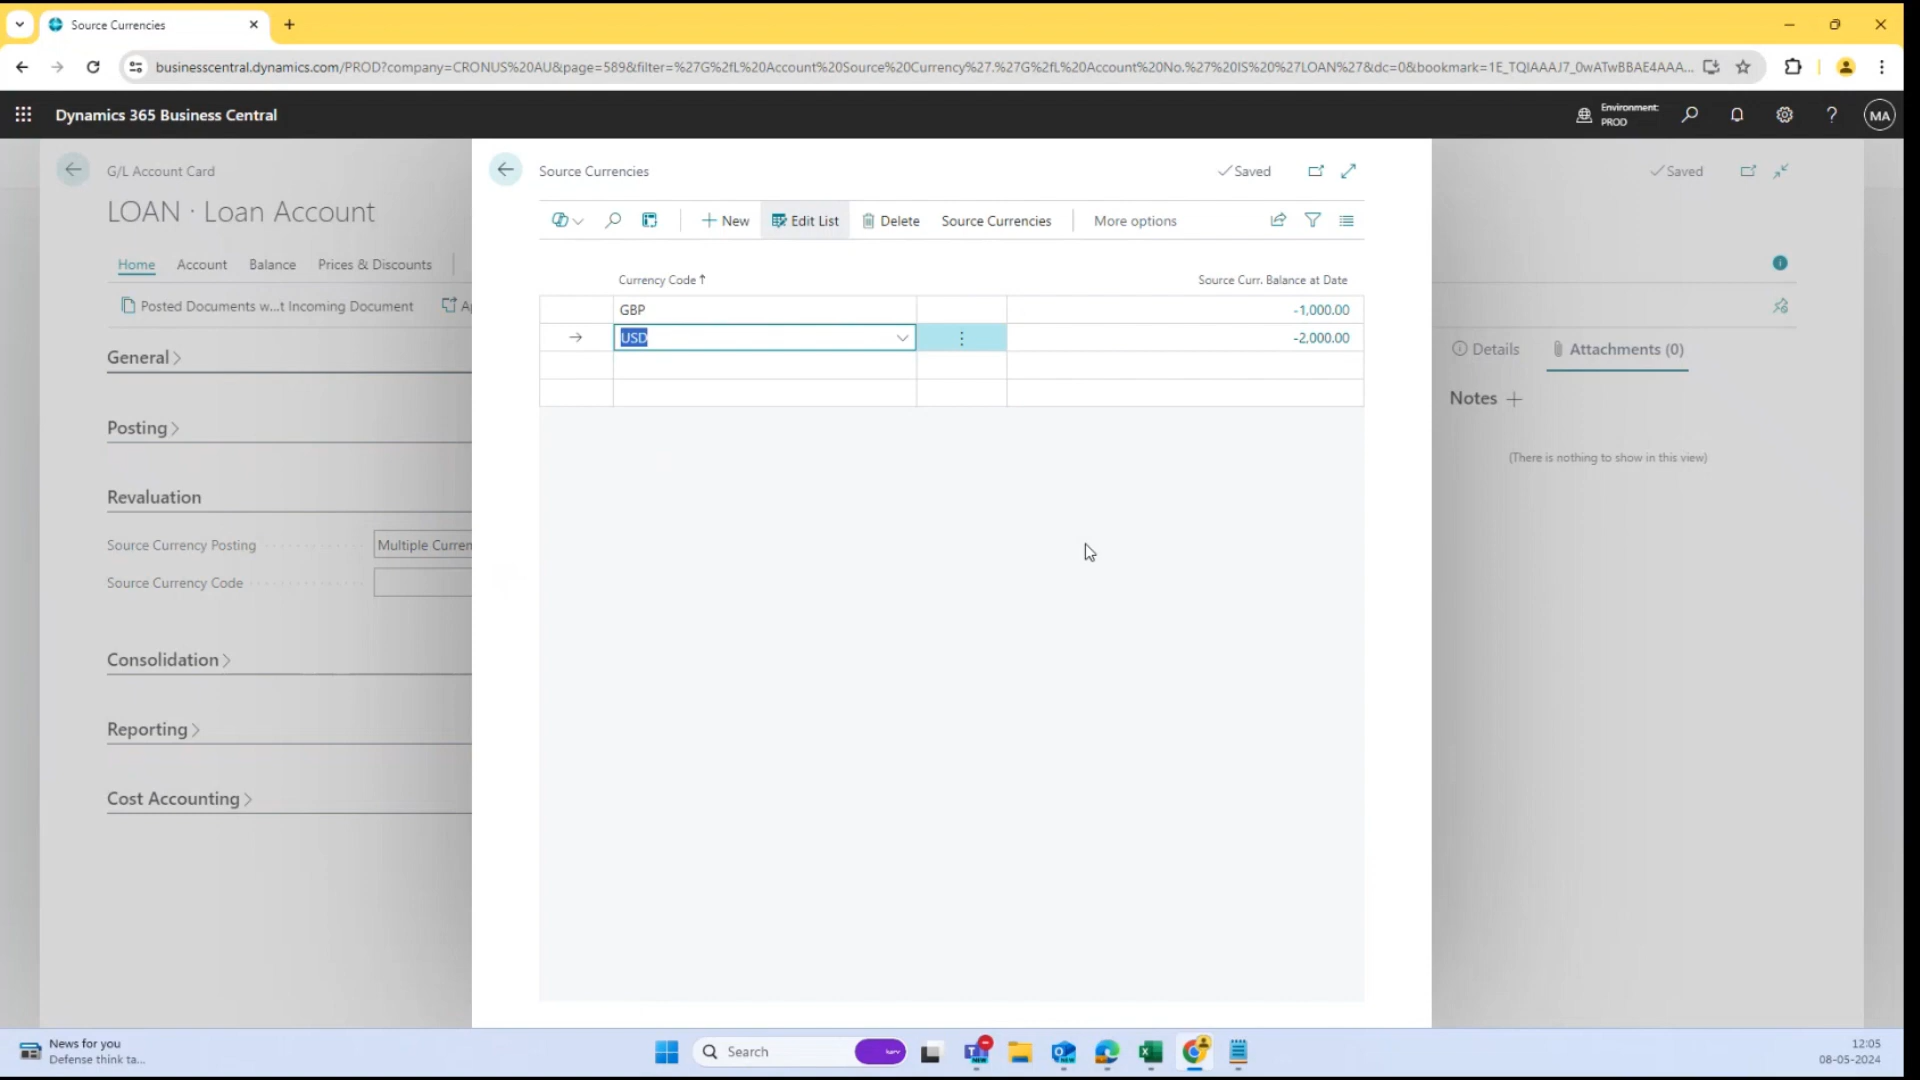 Source Currencies
businesscentral.dynamics.com/PROD?company=CRONUS%20AU&page=589&filter=%27G%2fL%20Account%20Source%20Currency%27.%27G%2fL%20Account%20No.%27%20IS%20%27LOAN%27&dc=0&bookmark=1E_TQIAAAJ7_0wATwBBAE4AAA...
Dynamics 365 Business Central
Environment:
PROD
?
MA
G/L Account Card
Source Currencies
Saved
Saved
LOAN · Loan Account
New
Edit List
Delete
Source Currencies
More options
Home
Account
Balance
Prices & Discounts
Posted Documents w...t Incoming Document
Currency Code ↑
Source Curr. Balance at Date
GBP
-1,000.00
USD
-2,000.00
General
Details
Attachments (0)
Notes
Posting
(There is nothing to show in this view)
Revaluation
Source Currency Posting
Multiple Curren
Source Currency Code
Consolidation
Reporting
Cost Accounting
News for you
Defense think ta...
Search
12:05
08-05-2024